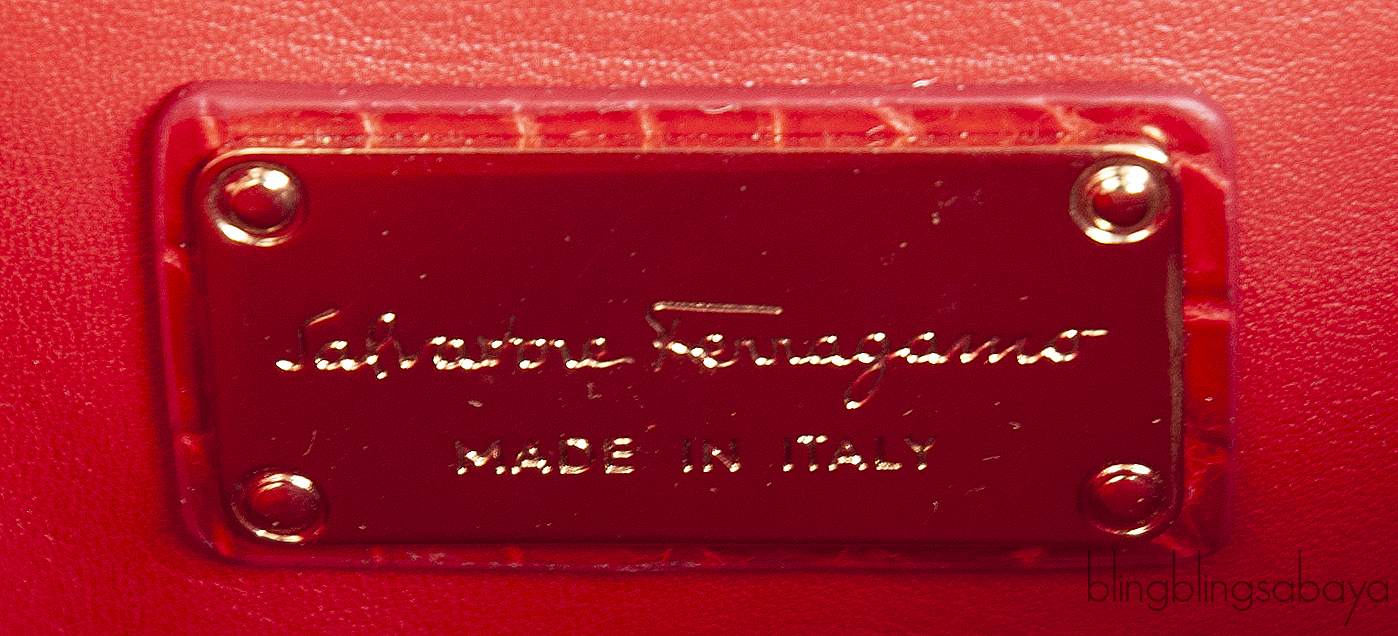 Salvatore Ferragamo
MADE IN ITALY
blingblingsabaya